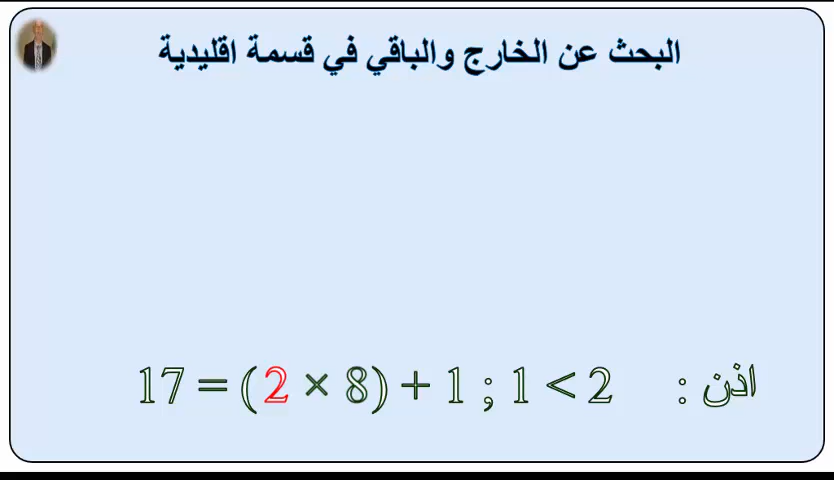 البحث عن الخارج والباقي في قسمة اقليدية
اذن : 17 = (2 × 8) + 1 ; 1 < 2